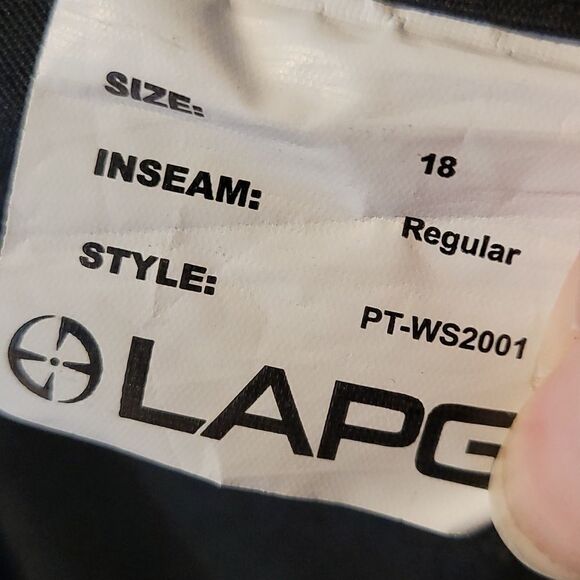 SIZE: 18
INSEAM: Regular
STYLE: PT-WS2001
LAPG